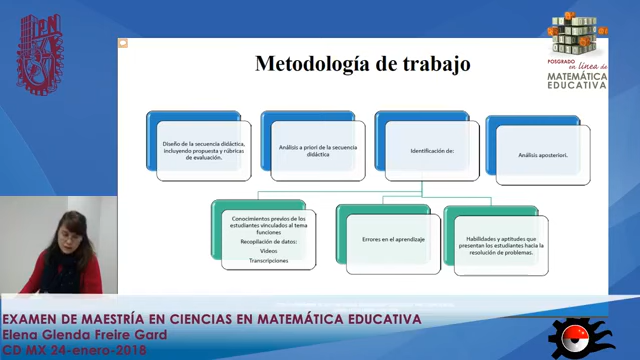 IPN
POSGRADO
en línea de
MATEMÁTICA
EDUCATIVA
Metodología de trabajo
Diseño de la secuencia didáctica,
incluyendo propuesta y rúbricas
de evaluación.
Análisis a priori de la secuencia
didáctica
Identificación de:
Análisis aposteriori.
Conocimientos previos de los
estudiantes vinculados al tema
funciones
Recopilación de datos:
Videos
Transcripciones
Errores en el aprendizaje
Habilidades y aptitudes que
presentan los estudiantes hacia la
resolución de problemas.
EXAMEN DE MAESTRÍA EN CIENCIAS EN MATEMÁTICA EDUCATIVA
Elena Glenda Freire Gard
CD MX 24-enero-2018